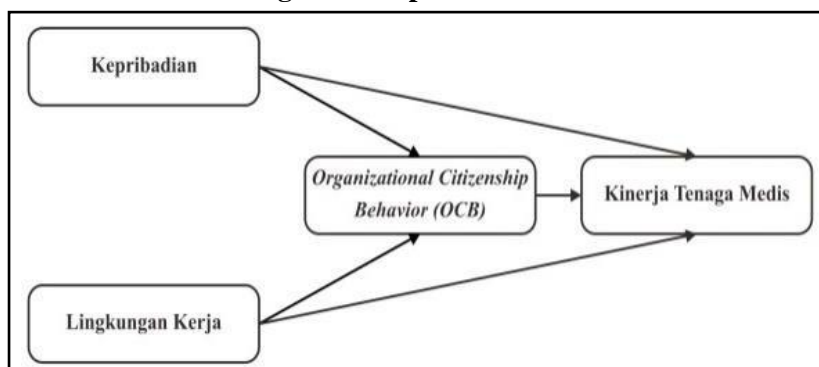 Kepribadian
Organizational Citizenship
Behavior (OCB)
Kinerja Tenaga Medis
Lingkungan Kerja